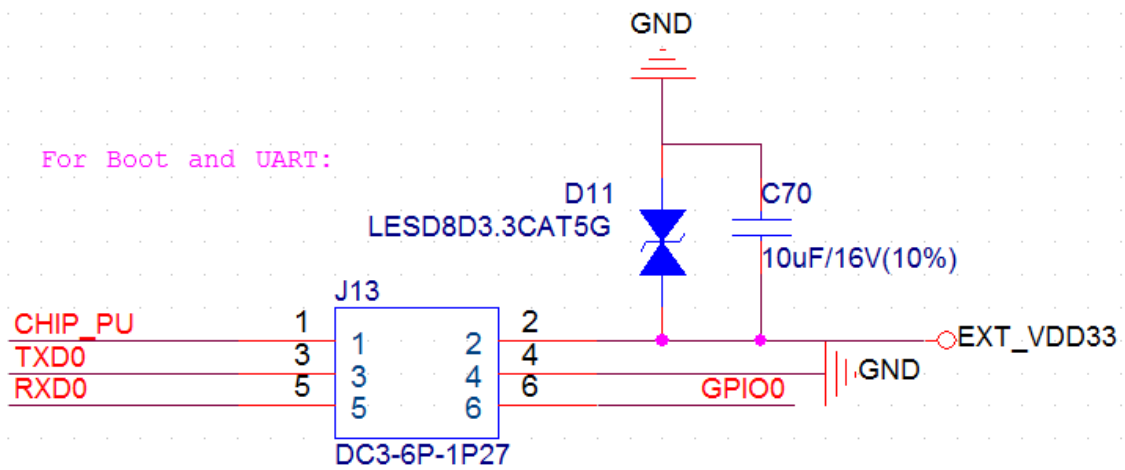 GND
For Boot and UART:
D11
C70
LESD8D3.3CAT5G
10uF/16V(10%)
J13
CHIP_PU 1 1 2 2 EXT_VDD33
TXD0 3 3 4 4 GND
RXD0 5 5 6 6 GPIO0
DC3-6P-1P27